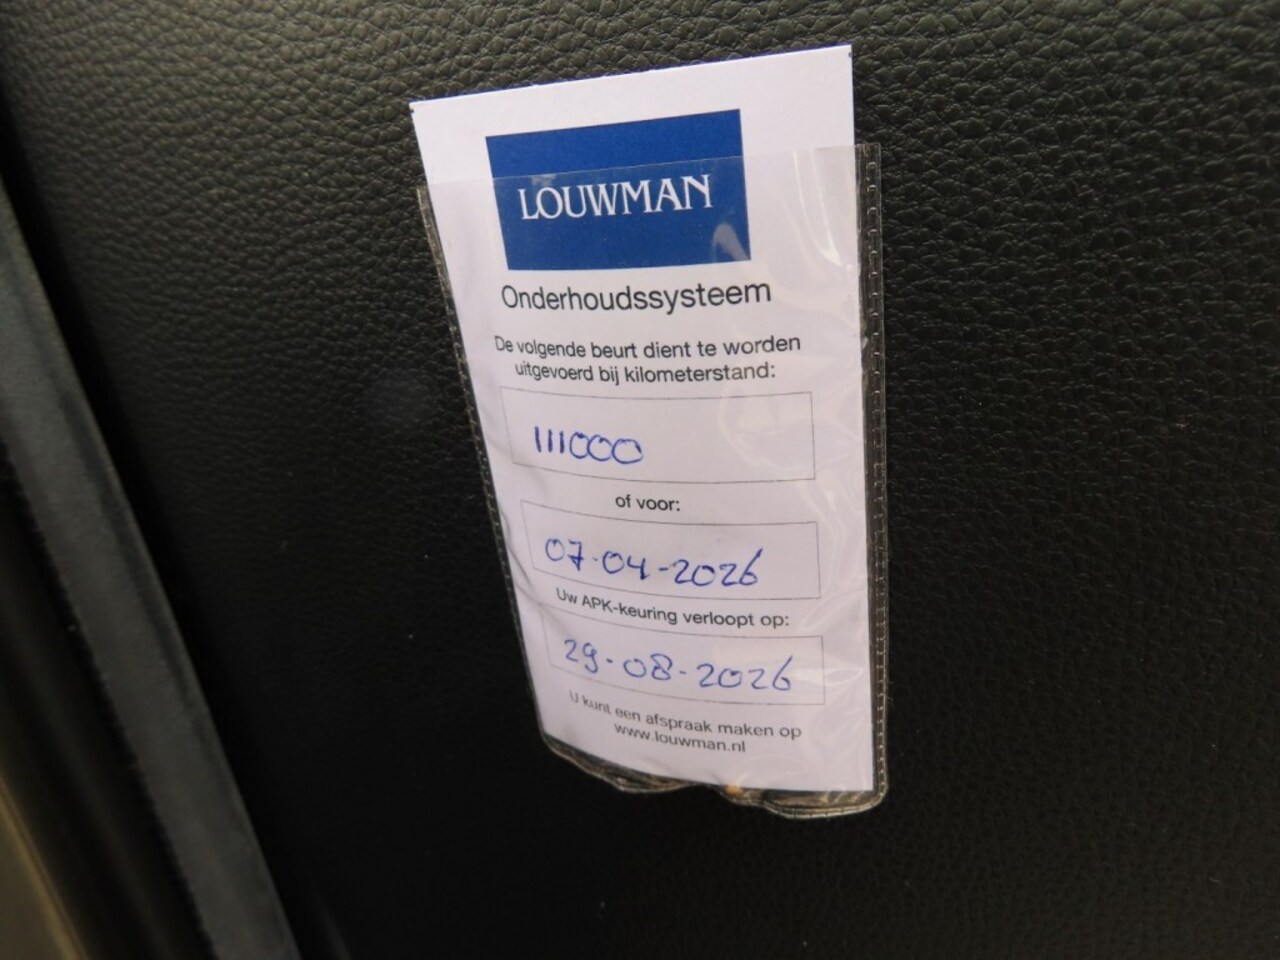 LOUWMAN
Onderhoudssysteem
De volgende beurt dient te worden
uitgevoerd bij kilometerstand:
111000
of voor:
07-04-2026
Uw APK-keuring verloopt op:
29-08-2026
U kunt een afspraak maken op
www.louwman.nl